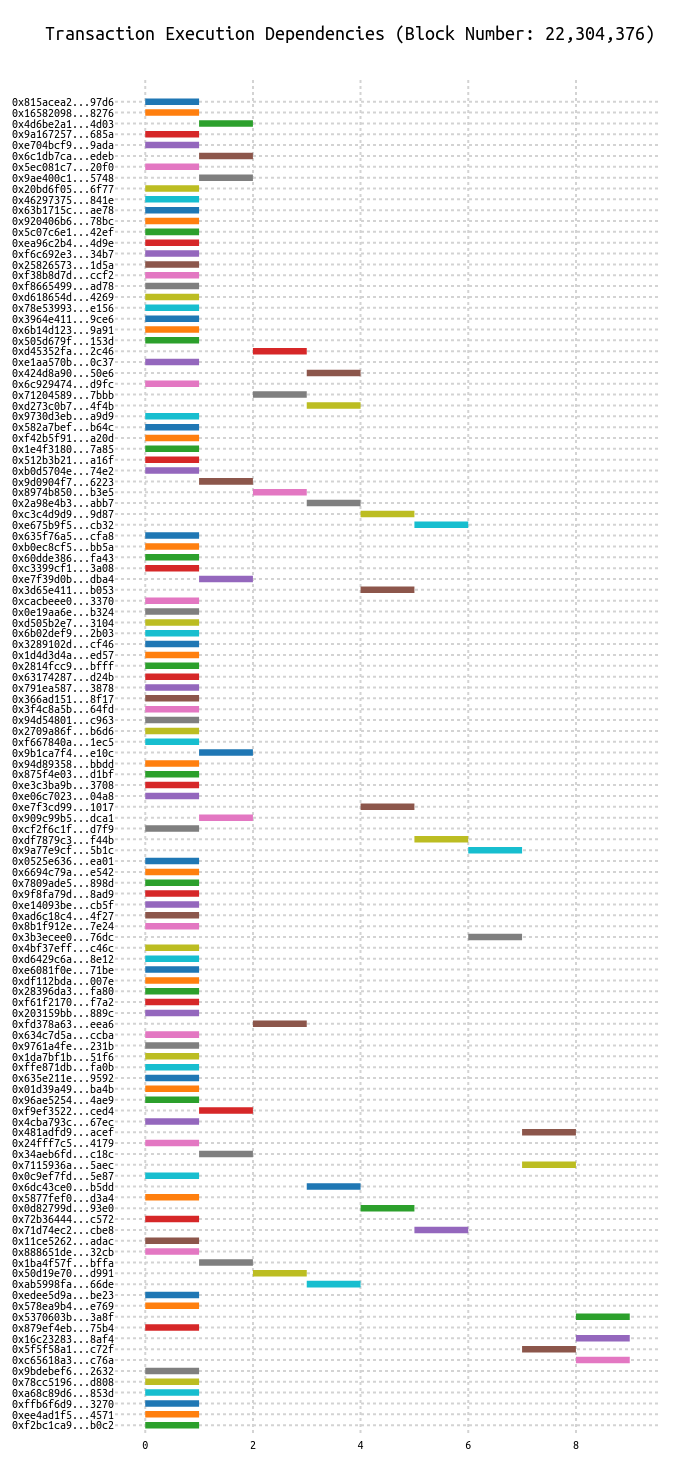 Transaction Execution Dependencies (Block Number: 22,304,376)
0x815acea2...97d6
0x16582098...8276
0x4d6be2a1...4d03
0x9a167257...685a
0xe704bcf9...9ada
0x6c1db7ca...edeb
0x5ec081c7...20f0
0x9ae400c1...5748
0x20bd6f05...6f77
0x46297375...841e
0x63b1715c...ae78
0x920406b6...78bc
0x5c07c6e1...42ef
0xea96c2b4...4d9e
0xf6c692e3...34b7
0x25826573...1d5a
0xf38b8d7d...ccf2
0xf8665499...ad78
0xd618654d...4269
0x78e53993...e156
0x3964e411...9ce6
0x6b14d123...9a91
0x505d679f...153d
0xd45352fa...2c46
0xe1aa570b...0c37
0x424d8a90...50e6
0x6c929474...d9fc
0x71204589...7bbb
0xd273c0b7...4f4b
0x9730d3eb...a9d9
0x582a7bef...b64c
0xf42b5f91...a20d
0x1e4f3180...7a85
0x512b3b21...a16f
0xb0d5704e...74e2
0x9d0904f7...6223
0x8974b850...b3e5
0x2a98e4b3...abb7
0xc3c4d9d9...9d87
0xe675b9f5...cb32
0x635f76a5...cfa8
0xb0ec8cf5...bb5a
0x60dde386...fa43
0xc3399cf1...3a08
0xe7f39d0b...dba4
0x3d65e411...b053
0xcacbeee0...3370
0x0e19aa6e...b324
0xd505b2e7...3104
0x6b02def9...2b03
0x3289102d...cf46
0x1d4d3d4a...ed57
0x2814fcc9...bfff
0x63174287...d24b
0x791ea587...3878
0x366ad151...8f17
0x3f4c8a5b...64fd
0x94d54801...c963
0x2709a86f...b6d6
0xf667840a...1ec5
0x9b1ca7f4...e10c
0x94d89358...bbdd
0x875f4e03...d1bf
0xe3c3ba9b...3708
0xe06c7023...04a8
0xe7f3cd99...1017
0x909c99b5...dca1
0xcf2f6c1f...d7f9
0xdf7879c3...f44b
0x9a77e9cf...5b1c
0x0525e636...ea01
0x6694c79a...e542
0x7809ade5...898d
0x9f8fa79d...8ad9
0xe14093be...cb5f
0xad6c18c4...4f27
0x8b1f912e...7e24
0x3b3ecee0...76dc
0x4bf37eff...c46c
0xd6429c6a...8e12
0xe6081f0e...71be
0xdf112bda...007e
0x28396da3...fa80
0xf61f2170...f7a2
0x203159bb...889c
0xfd378a63...eea6
0x634c7d5a...ccba
0x9761a4fe...231b
0x1da7bf1b...51f6
0xffe871db...fa0b
0x635e211e...9592
0x01d39a49...ba4b
0x96ae5254...4ae9
0xf9ef3522...ced4
0x4cba793c...67ec
0x481adfd9...acef
0x24fff7c5...4179
0x34aeb6fd...c18c
0x7115936a...5aec
0x0c9ef7fd...5e87
0x6dc43ce0...b5dd
0x5877fef0...d3a4
0x0d82799d...93e0
0x72b36444...c572
0x71d74ec2...cbe8
0x11ce5262...adac
0x888651de...32cb
0x1ba4f57f...bffa
0x50d19e70...d991
0xab5998fa...66de
0xedee5d9a...be23
0x578ea9b4...e769
0x5370603b...3a8f
0x879ef4eb...75b4
0x16c23283...8af4
0x5f5f58a1...c72f
0xc65618a3...c76a
0x9bdebef6...2632
0x78cc5196...d808
0xa68c89d6...853d
0xffb6f6d9...3270
0xee4ad1f5...4571
0xf2bc1ca9...b0c2
0 2 4 6 8